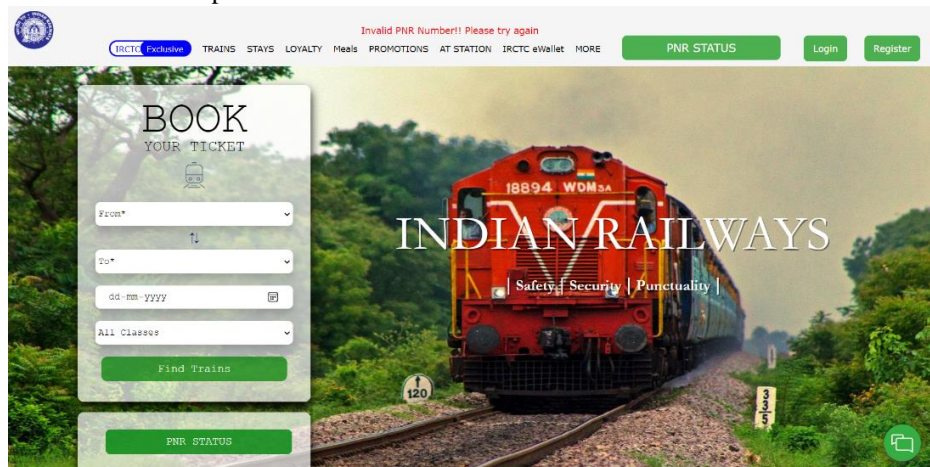 Invalid PNR Number!! Please try again
IRCTC Exclusive TRAINS STAYS LOYALTY Meals PROMOTIONS AT STATION IRCTC eWallet MORE PNR STATUS Login Register
BOOK
YOUR TICKET
From*
To*
dd-mm-yyyy
All Classes
Find Trains
PNR STATUS
18894 WDM3A
INDIAN RAILWAYS
| Safety | Security | Punctuality |
120
335